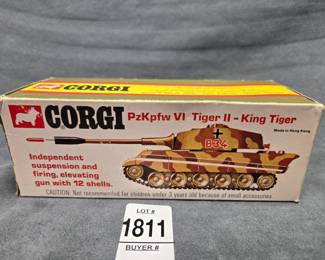 CORGI
PzKpfw VI Tiger II - King Tiger
Made in Hong Kong
834
Independent
suspension and
firing, elevating
gun with 12 shells.
CAUTION: Not recommended for children under 3 years old because of small accessories
LOT #
1811
BUYER #